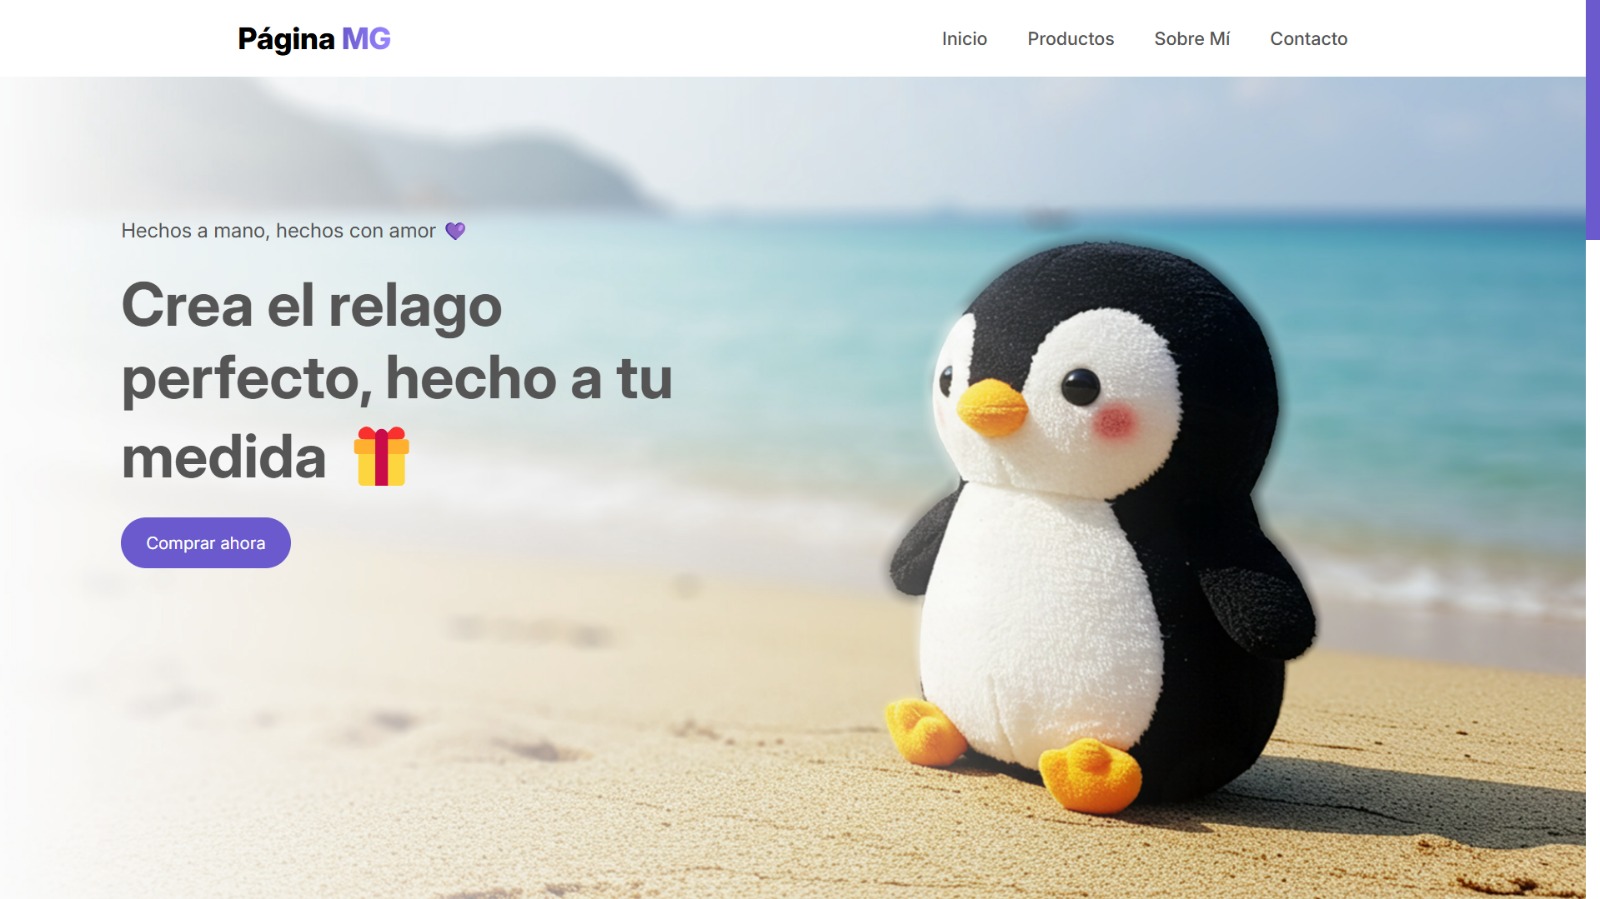 Página MG
Inicio
Productos
Sobre Mí
Contacto
Hechos a mano, hechos con amor 💜
Crea el relago
perfecto, hecho a tu
medida 🎁
Comprar ahora